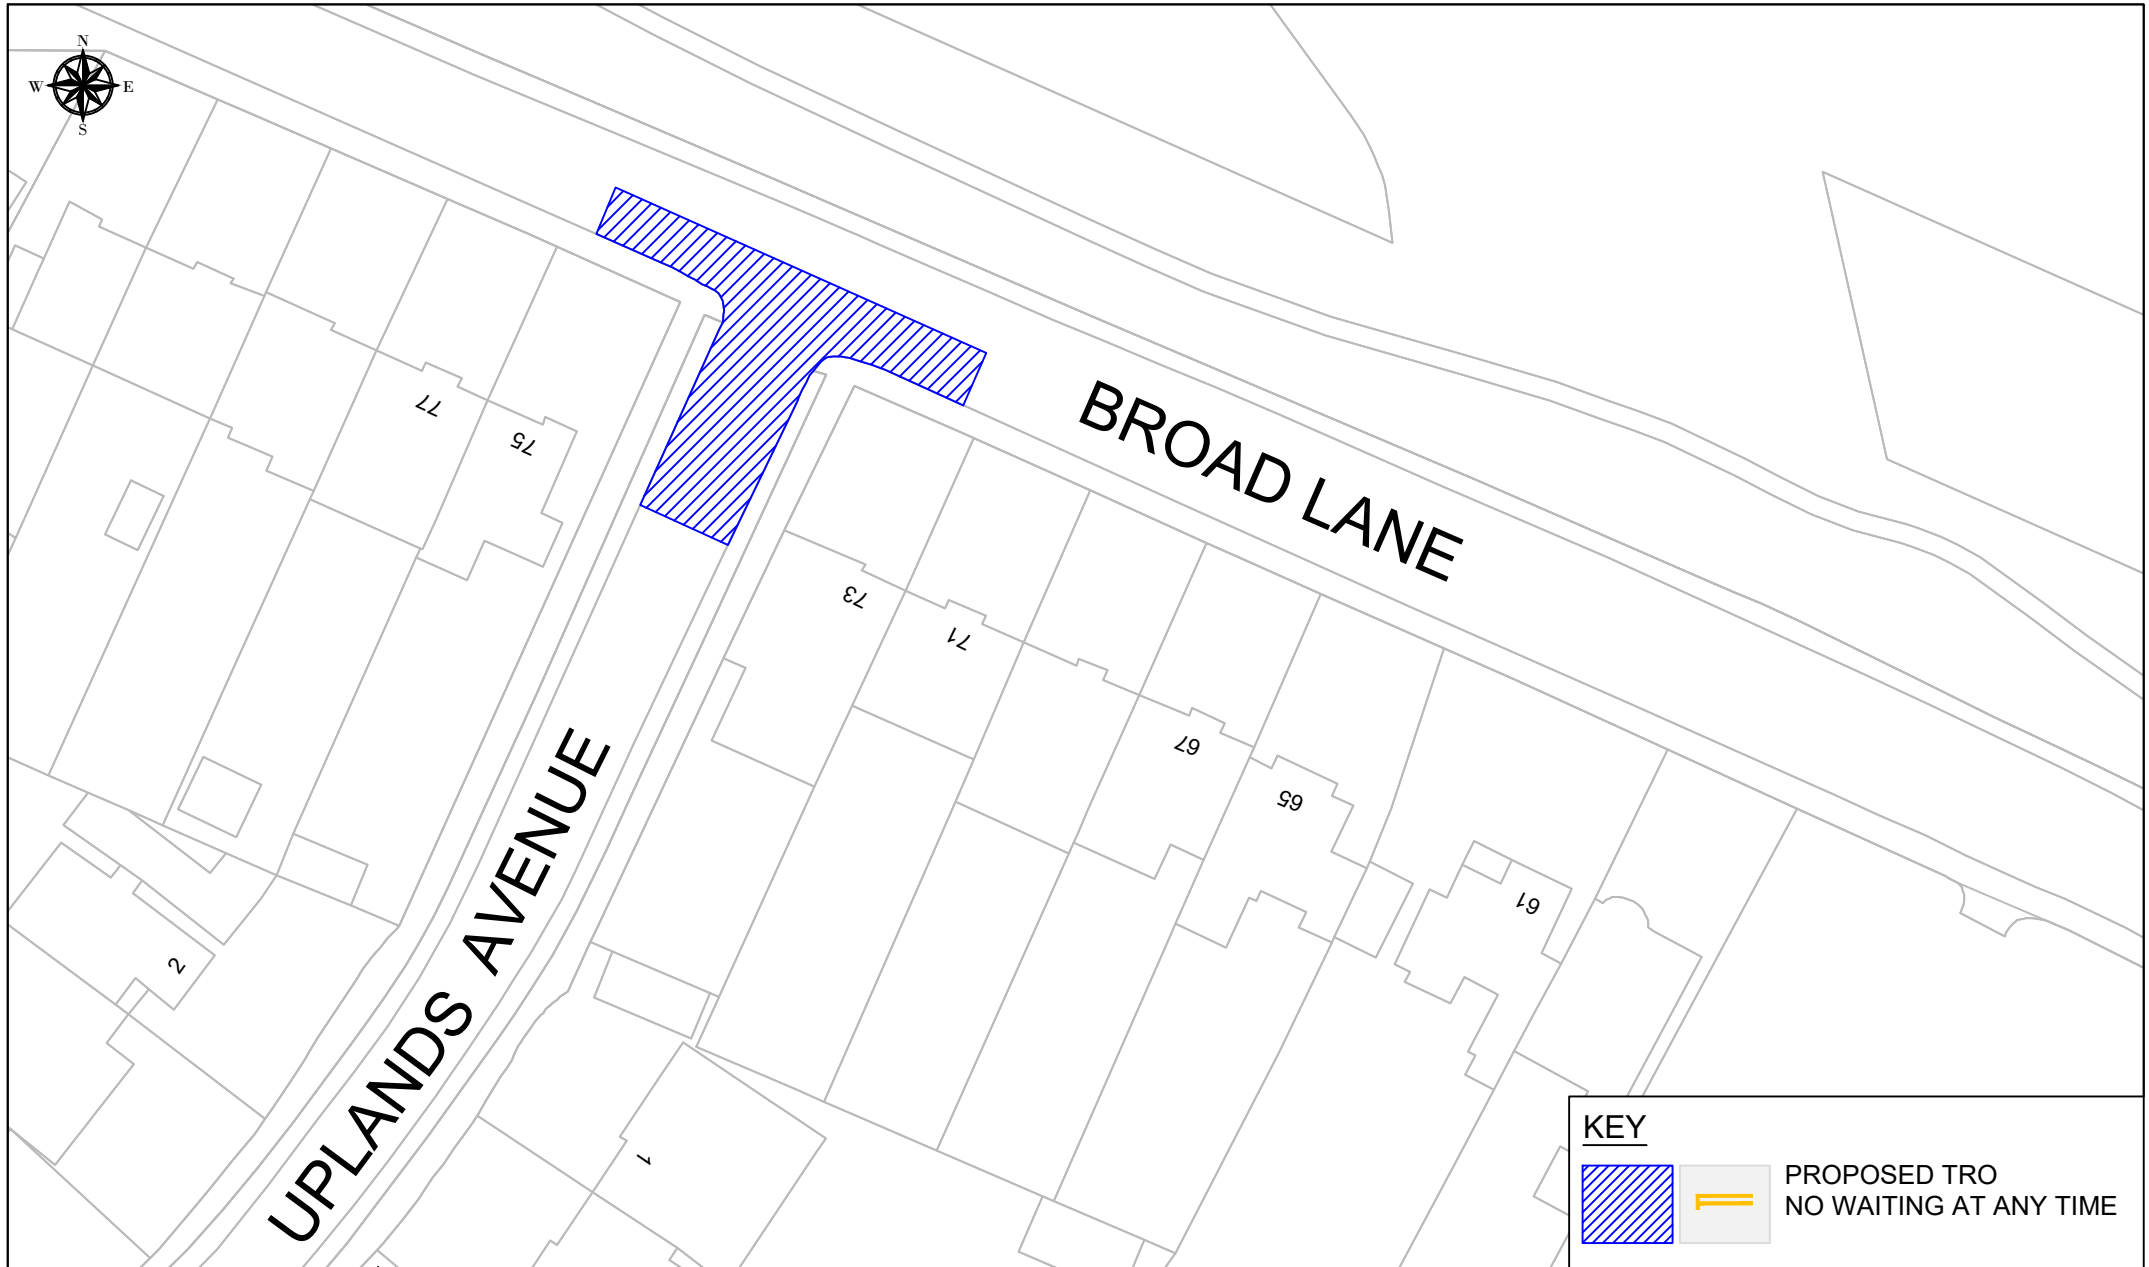 N
W E
S
77
75
73
71
67
65
61
2
1
BROAD LANE
UPLANDS AVENUE
KEY
PROPOSED TRO
NO WAITING AT ANY TIME